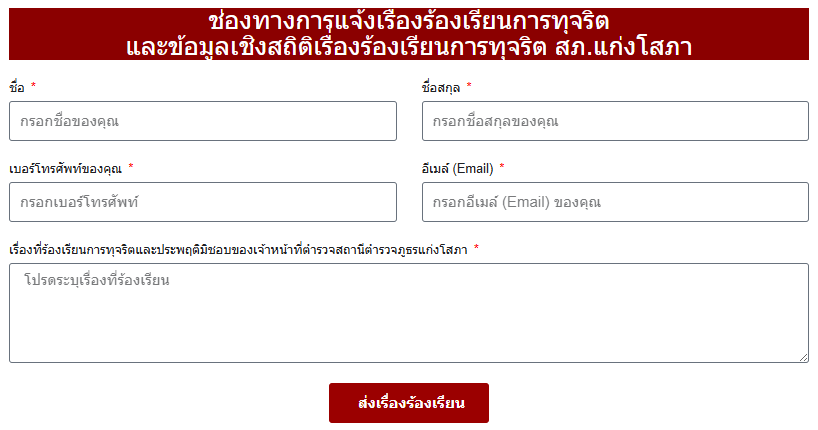 ช่องทางการแจ้งเรื่องร้องเรียนการทุจริต
และข้อมูลเชิงสถิติเรื่องร้องเรียนการทุจริต สภ.แก่งโสภา
ชื่อ * ชื่อสกุล *
กรอกชื่อของคุณ กรอกชื่อสกุลของคุณ
เบอร์โทรศัพท์ของคุณ * อีเมล์ (Email) *
กรอกเบอร์โทรศัพท์ กรอกอีเมล์ (Email) ของคุณ
เรื่องที่ร้องเรียนการทุจริตและประพฤติมิชอบของเจ้าหน้าที่ตำรวจสถานีตำรวจภูธรแก่งโสภา *
โปรดระบุเรื่องที่ร้องเรียน
ส่งเรื่องร้องเรียน